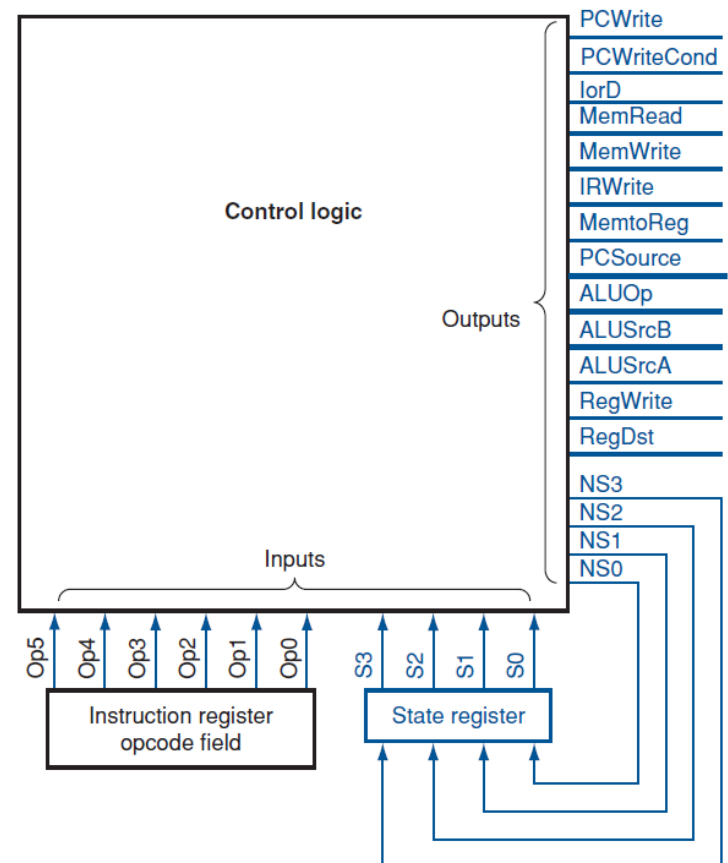 PCWrite
PCWriteCond
IorD
MemRead
MemWrite
IRWrite
Control logic
MemtoReg
PCSource
ALUOp
Outputs
ALUSrcB
ALUSrcA
RegWrite
RegDst
NS3
NS2
NS1
Inputs
NS0
Op5
Op4
Op3
Op2
Op1
Op0
S3
S2
S1
S0
Instruction register
opcode field
State register